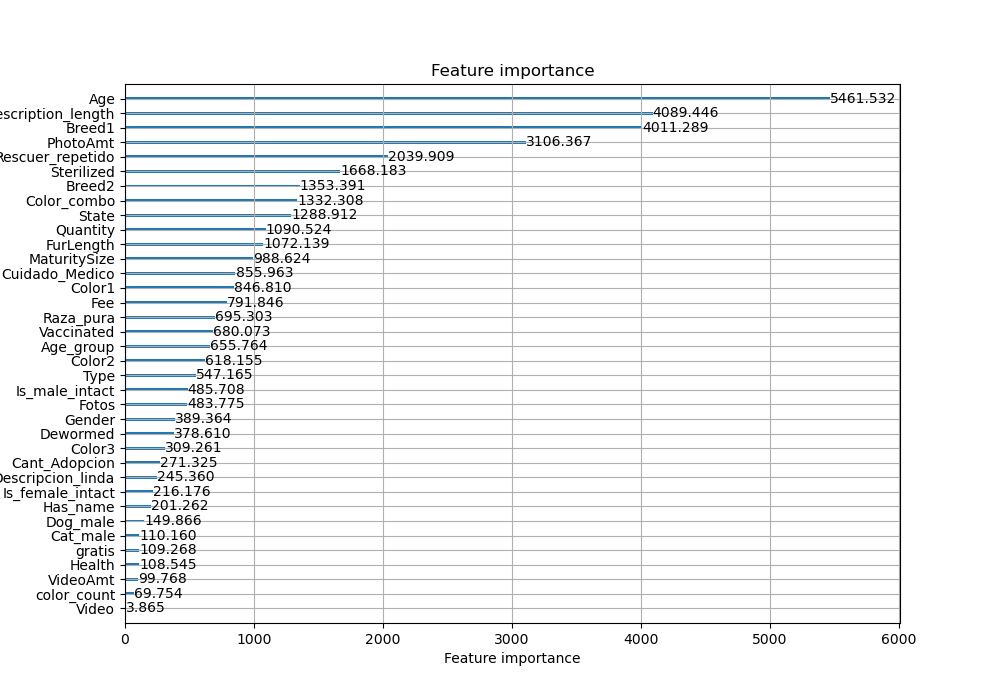 Feature importance
Age 5461.532
escription_length 4089.446
Breed1 4011.289
PhotoAmt 3106.367
Rescuer_repetido 2039.909
Sterilized 1668.183
Breed2 1353.391
Color_combo 1332.308
State 1288.912
Quantity 1090.524
FurLength 1072.139
MaturitySize 988.624
Cuidado_Medico 855.963
Color1 846.810
Fee 791.846
Raza_pura 695.303
Vaccinated 680.073
Age_group 655.764
Color2 618.155
Type 547.165
Is_male_intact 485.708
Fotos 483.775
Gender 389.364
Dewormed 378.610
Color3 309.261
Cant_Adopcion 271.325
Descripcion_linda 245.360
Is_female_intact 216.176
Has_name 201.262
Dog_male 149.866
Cat_male 110.160
gratis 109.268
Health 108.545
VideoAmt 99.768
color_count 69.754
Video 3.865
0 1000 2000 3000 4000 5000 6000
Feature importance